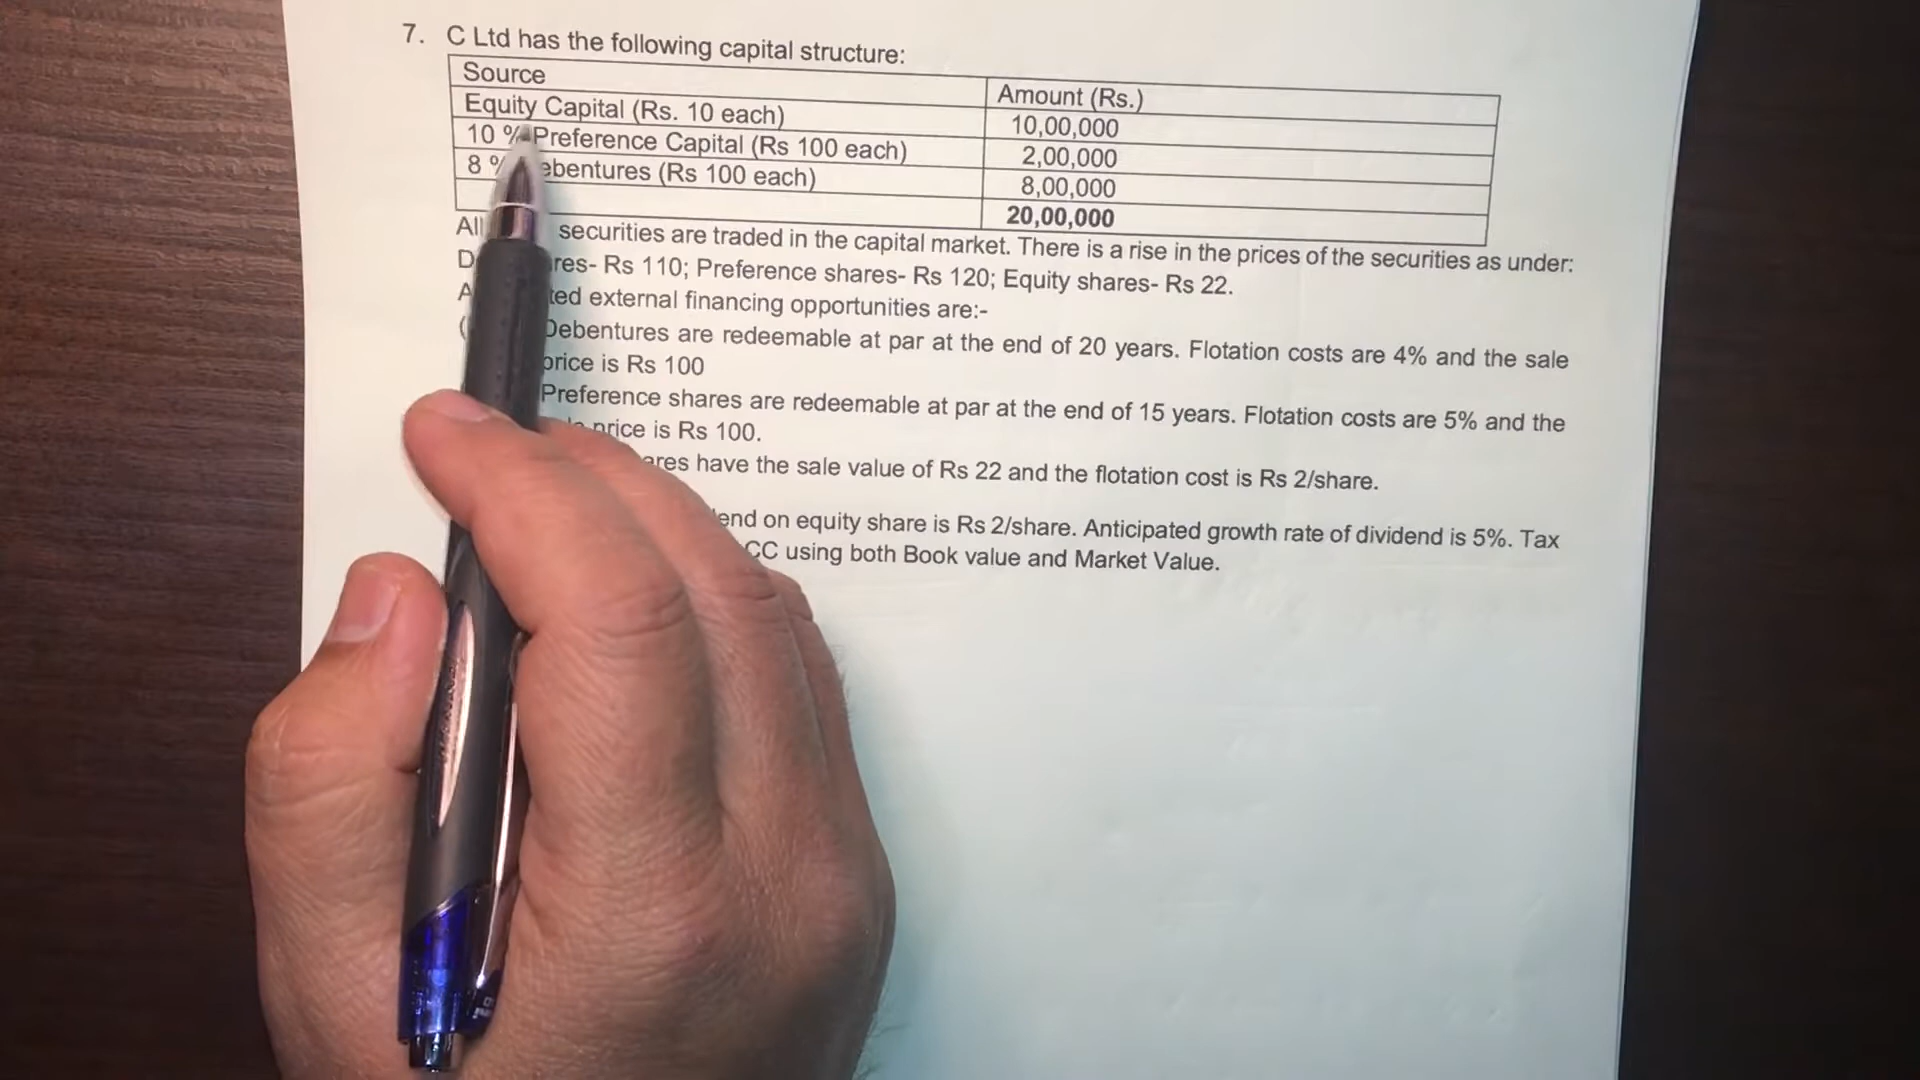 7. C Ltd has the following capital structure:
Source Amount (Rs.)
Equity Capital (Rs. 10 each) 10,00,000
10 % Preference Capital (Rs 100 each) 2,00,000
8 % ebentures (Rs 100 each) 8,00,000
20,00,000
All securities are traded in the capital market. There is a rise in the prices of the securities as under:
res- Rs 110; Preference shares- Rs 120; Equity shares- Rs 22.
ted external financing opportunities are:-
Debentures are redeemable at par at the end of 20 years. Flotation costs are 4% and the sale
price is Rs 100
Preference shares are redeemable at par at the end of 15 years. Flotation costs are 5% and the
price is Rs 100.
ares have the sale value of Rs 22 and the flotation cost is Rs 2/share.
end on equity share is Rs 2/share. Anticipated growth rate of dividend is 5%. Tax
CC using both Book value and Market Value.